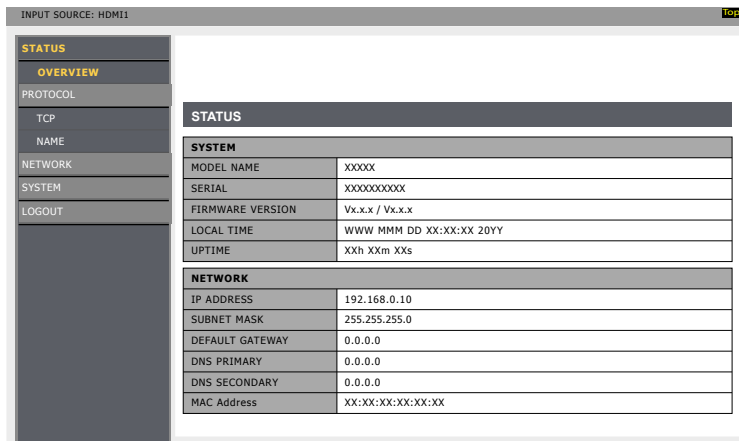 INPUT SOURCE: HDMI1
Top
STATUS
OVERVIEW
PROTOCOL
TCP
NAME
NETWORK
SYSTEM
LOGOUT
STATUS
SYSTEM
MODEL NAME XXXXX
SERIAL XXXXXXXXXX
FIRMWARE VERSION Vx.x.x / Vx.x.x
LOCAL TIME WWW MMM DD XX:XX:XX 20YY
UPTIME XXh XXm XXs
NETWORK
IP ADDRESS 192.168.0.10
SUBNET MASK 255.255.255.0
DEFAULT GATEWAY 0.0.0.0
DNS PRIMARY 0.0.0.0
DNS SECONDARY 0.0.0.0
MAC Address XX:XX:XX:XX:XX:XX